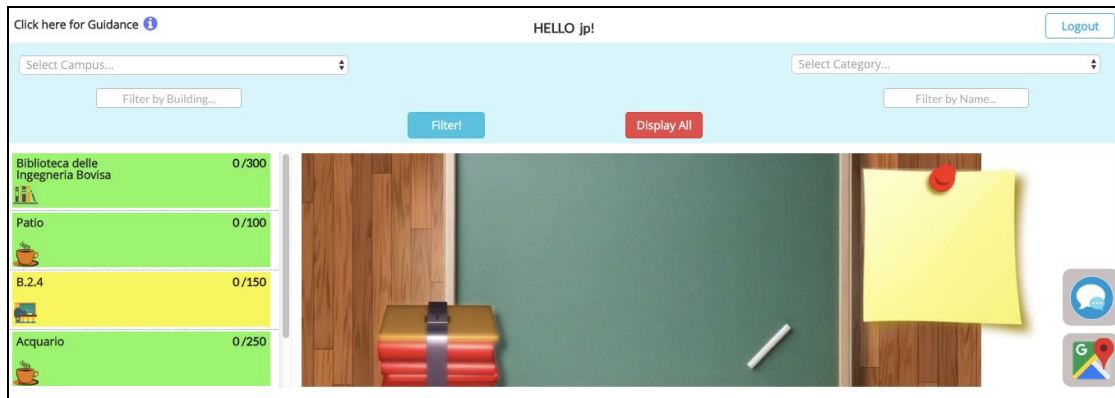 Click here for Guidance
HELLO jp!
Logout
Select Campus...
Select Category...
Filter by Building...
Filter by Name...
Filter!
Display All
Biblioteca delle
Ingegneria Bovisa
0/300
Patio
0/100
B.2.4
0/150
Acquario
0/250
G